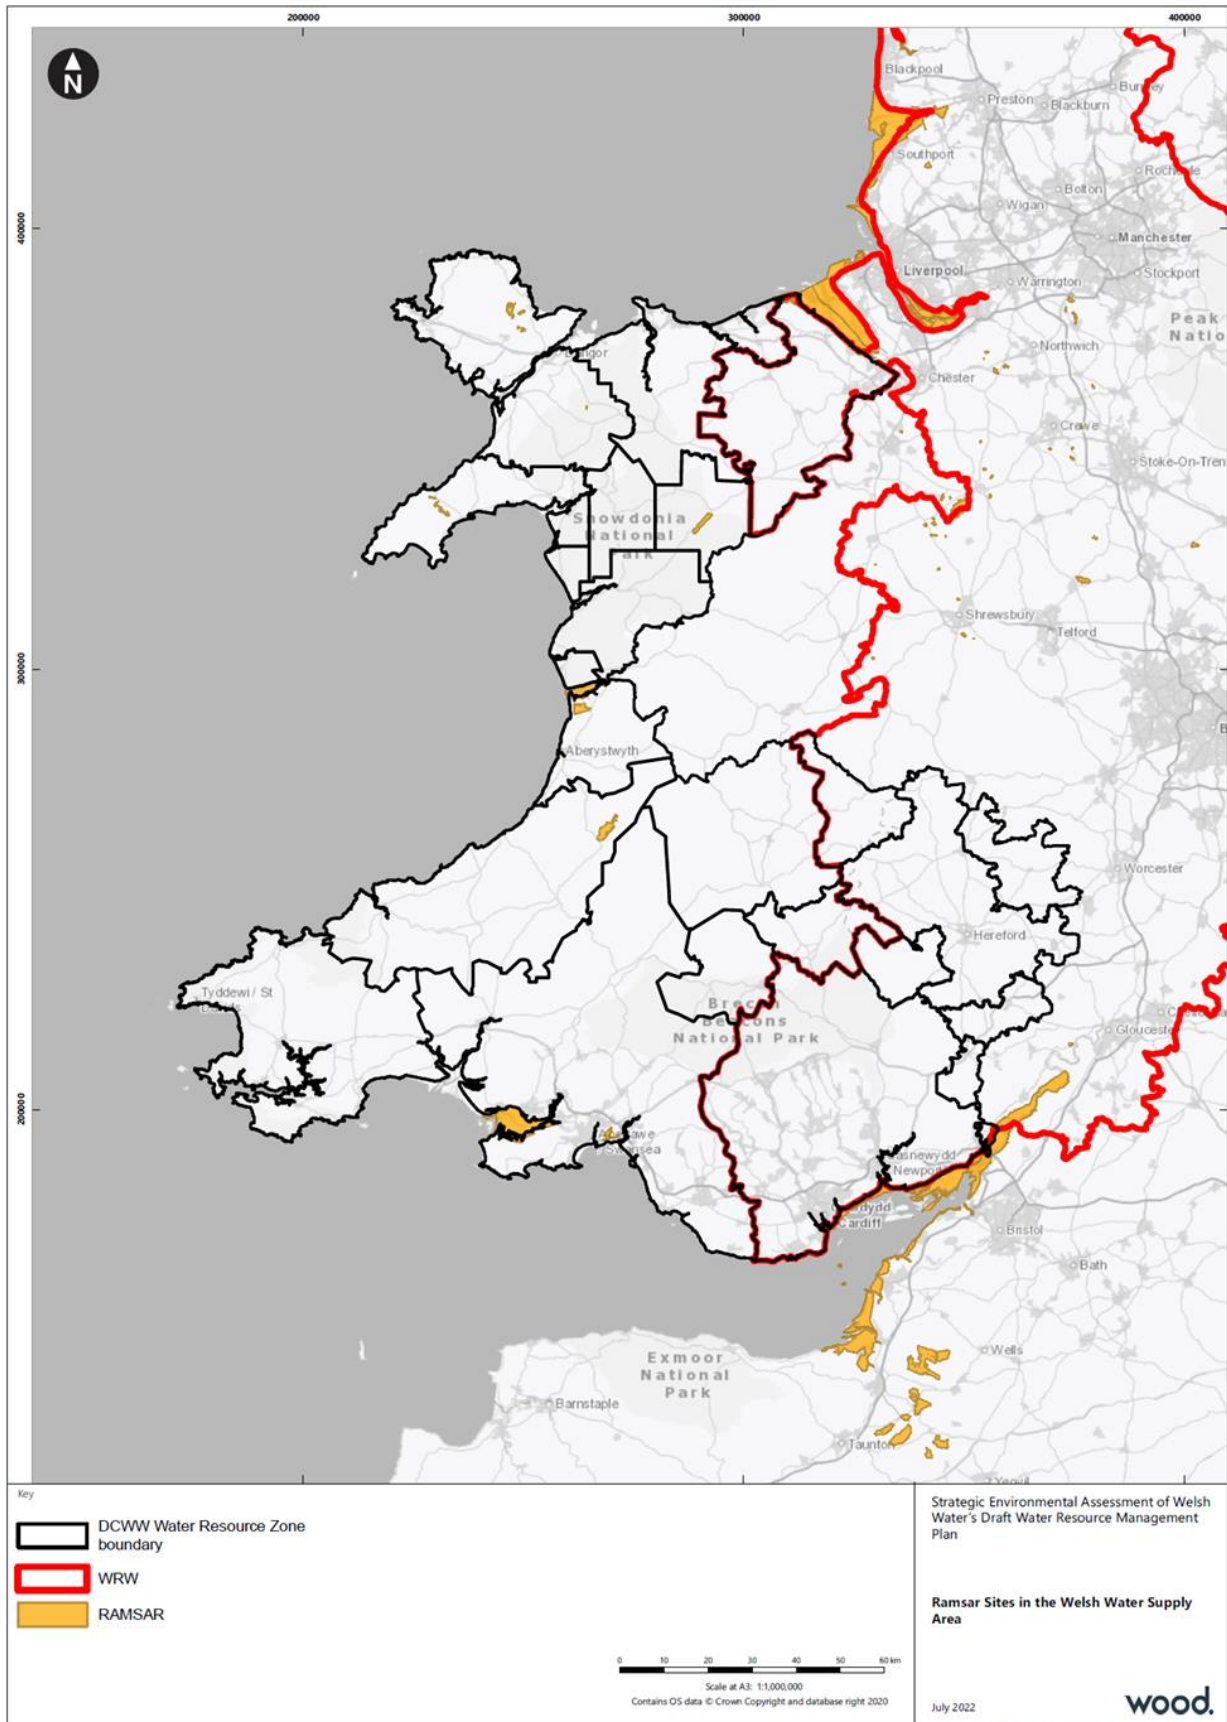 200000
300000
400000
N
Blackpool
Preston
Blackburn
Southport
Bolton
Wigan
400000
Manchester
Liverpool
Stockport
Warrington
Peak
Natio
Northwich
Chester
Crewe
Stoke-On-Tren
Snowdonia
National
Park
Shrewsbury
Telford
300000
Aberystwyth
Worcester
Hereford
Tyddewi / St
Brecon
Beacons
National Park
Gloucester
200000
Swansea
Newport
Cardiff
Bristol
Bath
Wells
Exmoor
National
Park
Barnstaple
Taunton
Key
DCWW Water Resource Zone
boundary
WRW
RAMSAR
0 10 20 30 40 50 60 km
Scale at A3: 1:1,000,000
Contains OS data © Crown Copyright and database right 2020
Strategic Environmental Assessment of Welsh
Water's Draft Water Resource Management
Plan
Ramsar Sites in the Welsh Water Supply
Area
July 2022
wood.